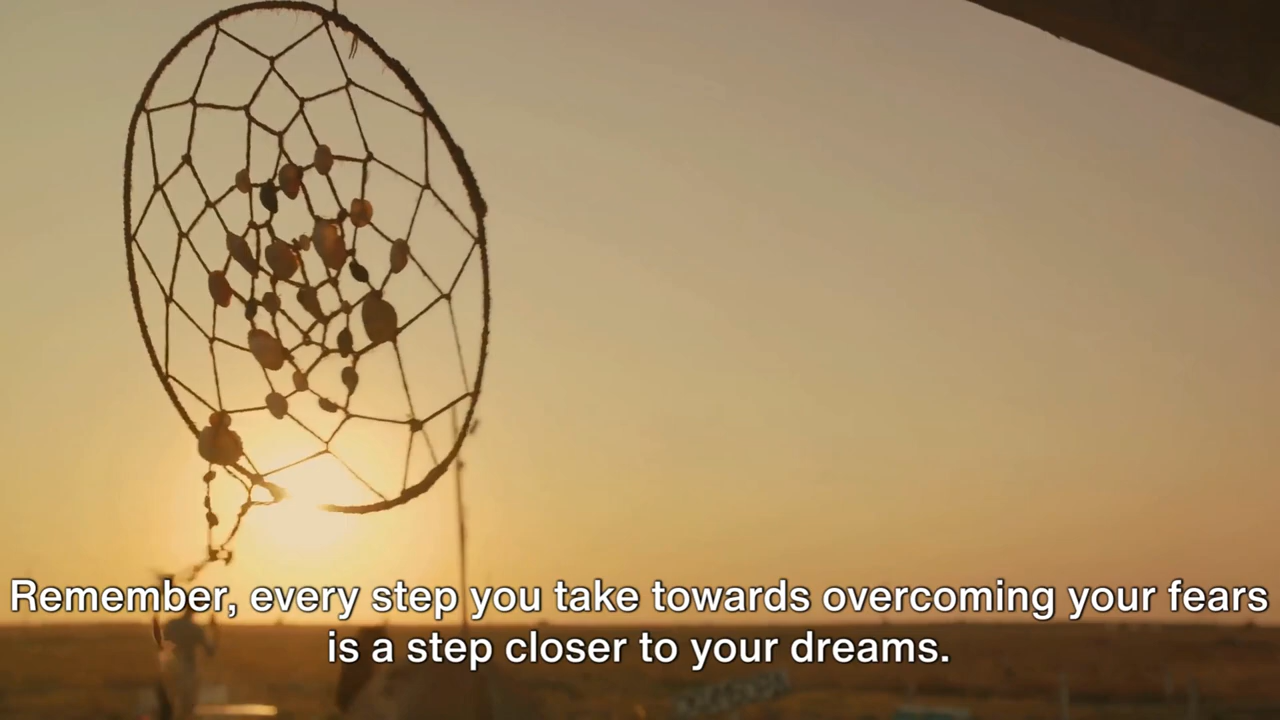 Remember, every step you take towards overcoming your fears
is a step closer to your dreams.